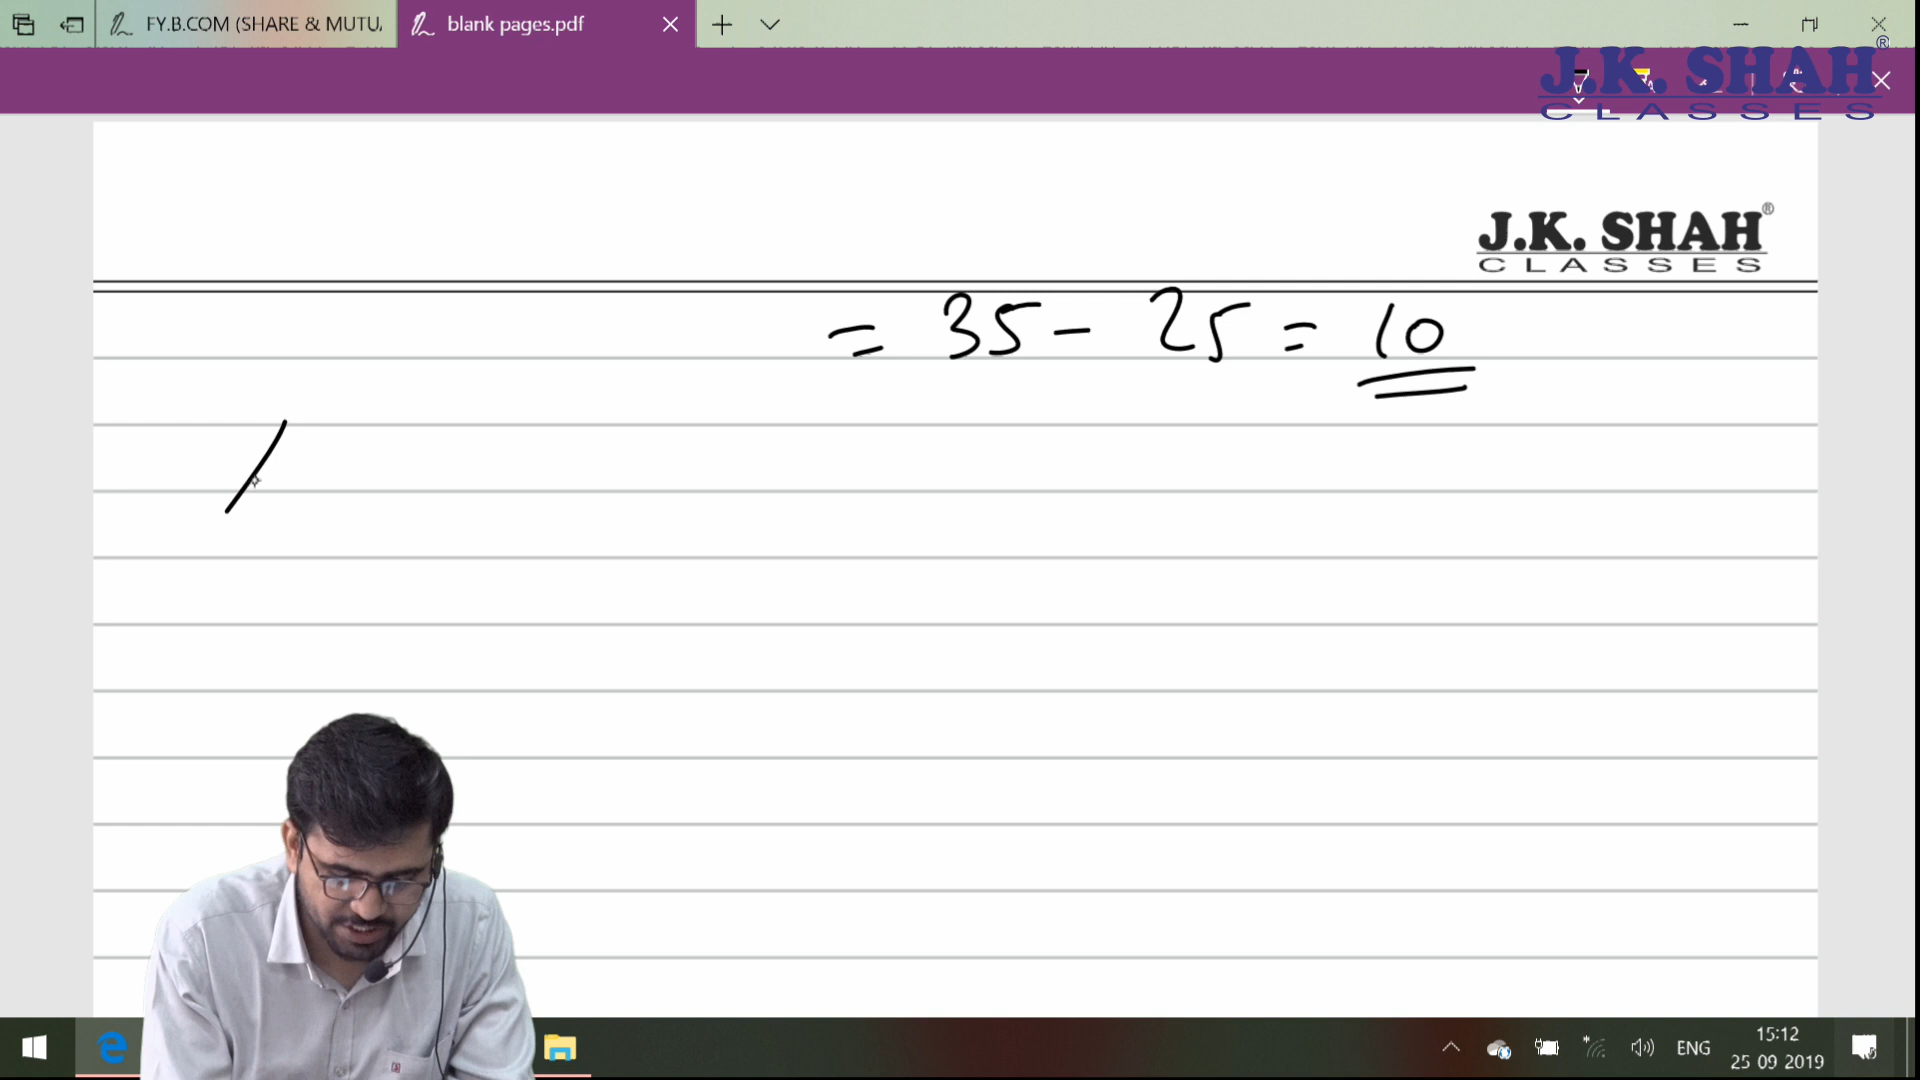 FY.B.COM (SHARE & MUTU
blank pages.pdf
J.K. SHAH®
CLASSES
J.K. SHAH®
CLASSES
= 35 - 25 = 10
ENG
15:12
25 09 2019